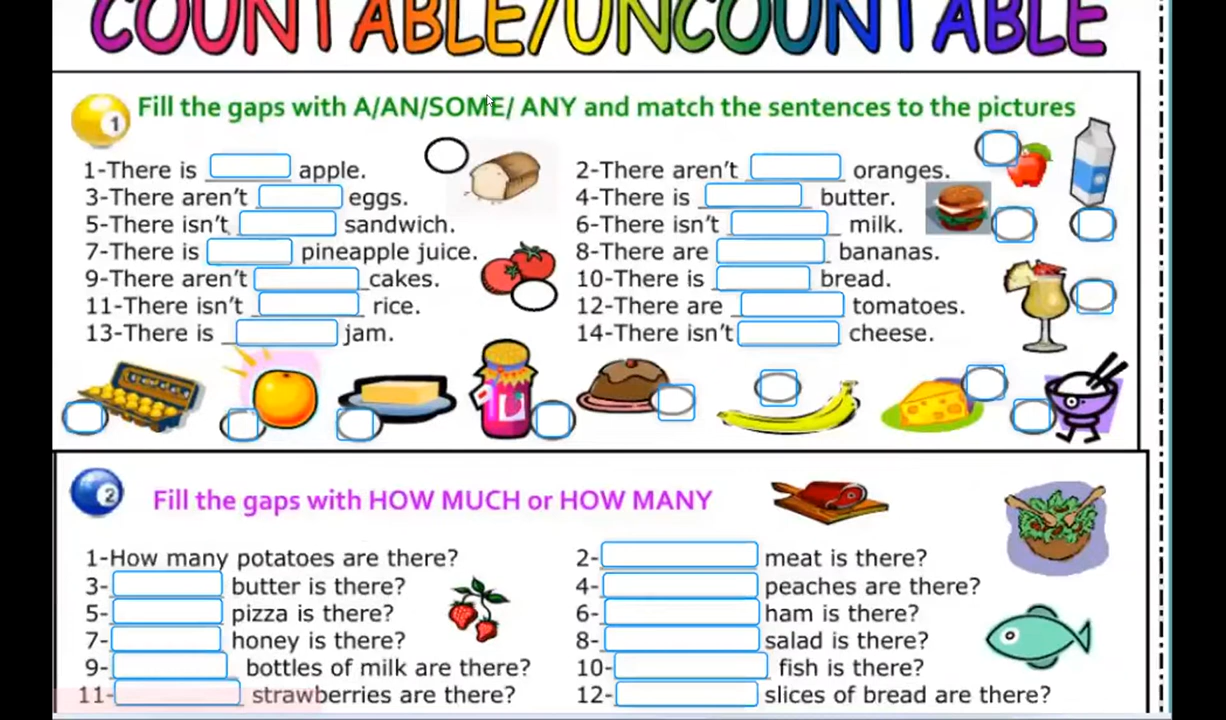 COUNTABLE/UNCOUNTABLE
1 Fill the gaps with A/AN/SOME/ ANY and match the sentences to the pictures
1-There is apple.
2-There aren't oranges.
3-There aren't eggs.
4-There is butter.
5-There isn't sandwich.
6-There isn't milk.
7-There is pineapple juice.
8-There are bananas.
9-There aren't cakes.
10-There is bread.
11-There isn't rice.
12-There are tomatoes.
13-There is jam.
14-There isn't cheese.
2 Fill the gaps with HOW MUCH or HOW MANY
1-How many potatoes are there?
2- meat is there?
3- butter is there?
4- peaches are there?
5- pizza is there?
6- ham is there?
7- honey is there?
8- salad is there?
9- bottles of milk are there?
10- fish is there?
11- strawberries are there?
12- slices of bread are there?